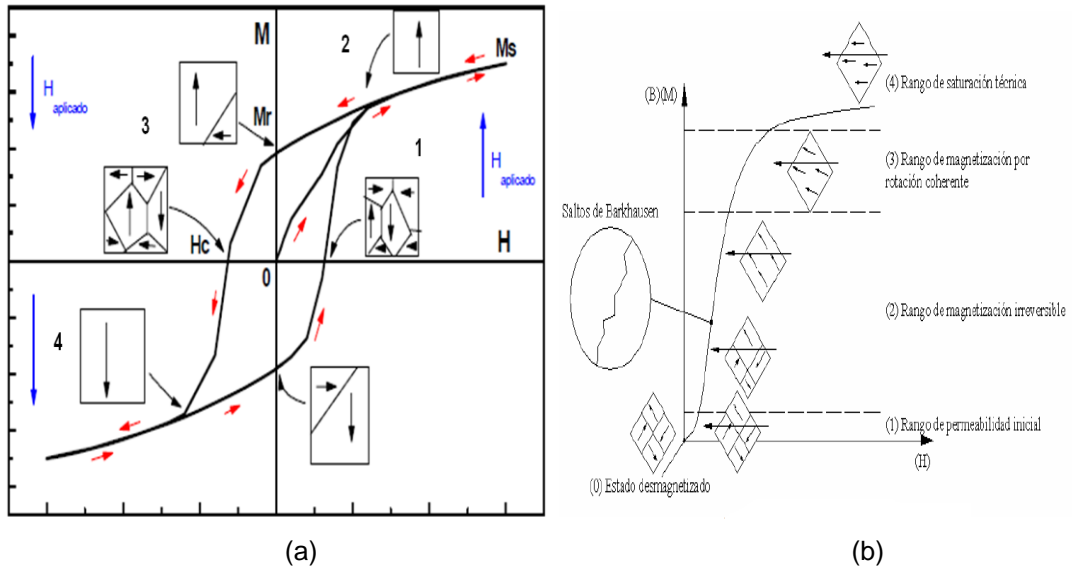 M
2
Ms
H
aplicado
Mr
3
1
H
aplicado
Hc
H
0
4
(a)
(B)(M)
(4) Rango de saturación técnica
(3) Rango de magnetización por
rotación coherente
Saltos de Barkhausen
(2) Rango de magnetización irreversible
(1) Rango de permeabilidad inicial
(H)
(0) Estado desmagnetizado
(b)